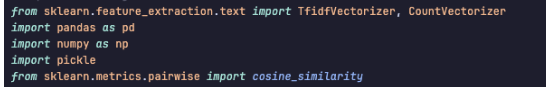 from sklearn.feature_extraction.text import TfidfVectorizer, CountVectorizer
import pandas as pd
import numpy as np
import pickle
from sklearn.metrics.pairwise import cosine_similarity